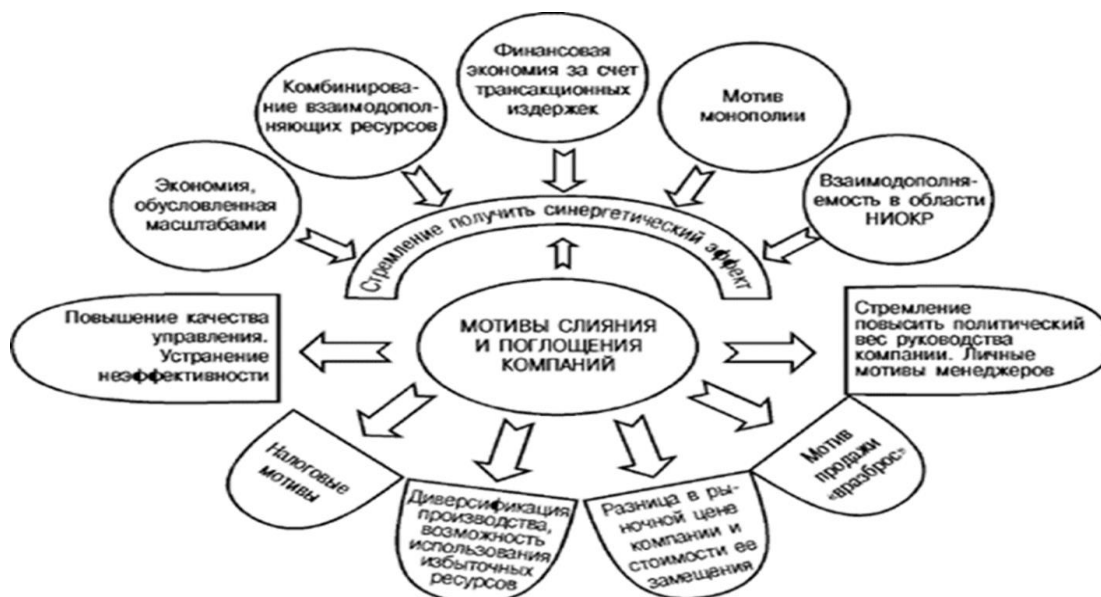 Финансовая
экономия за счет
трансакционных
издержек
Комбинирова-
ние взаимодопол-
няющих ресурсов
Мотив
монополии
Экономия,
обусловленная
масштабами
Взаимодополня-
емость в области
НИОКР
Стремление получить синергетический эффект
МОТИВЫ СЛИЯНИЯ
И ПОГЛОЩЕНИЯ
КОМПАНИЙ
Повышение качества
управления.
Устранение
неэффективности
Стремление
повысить политический
вес руководства
компании. Личные
мотивы менеджеров
Налоговые
мотивы
Диверсификация
производства,
возможность
использования
избыточных
ресурсов
Разница в ры-
ночной цене
компании и
стоимости ее
замещения
Мотив
продажи
«вразброс»